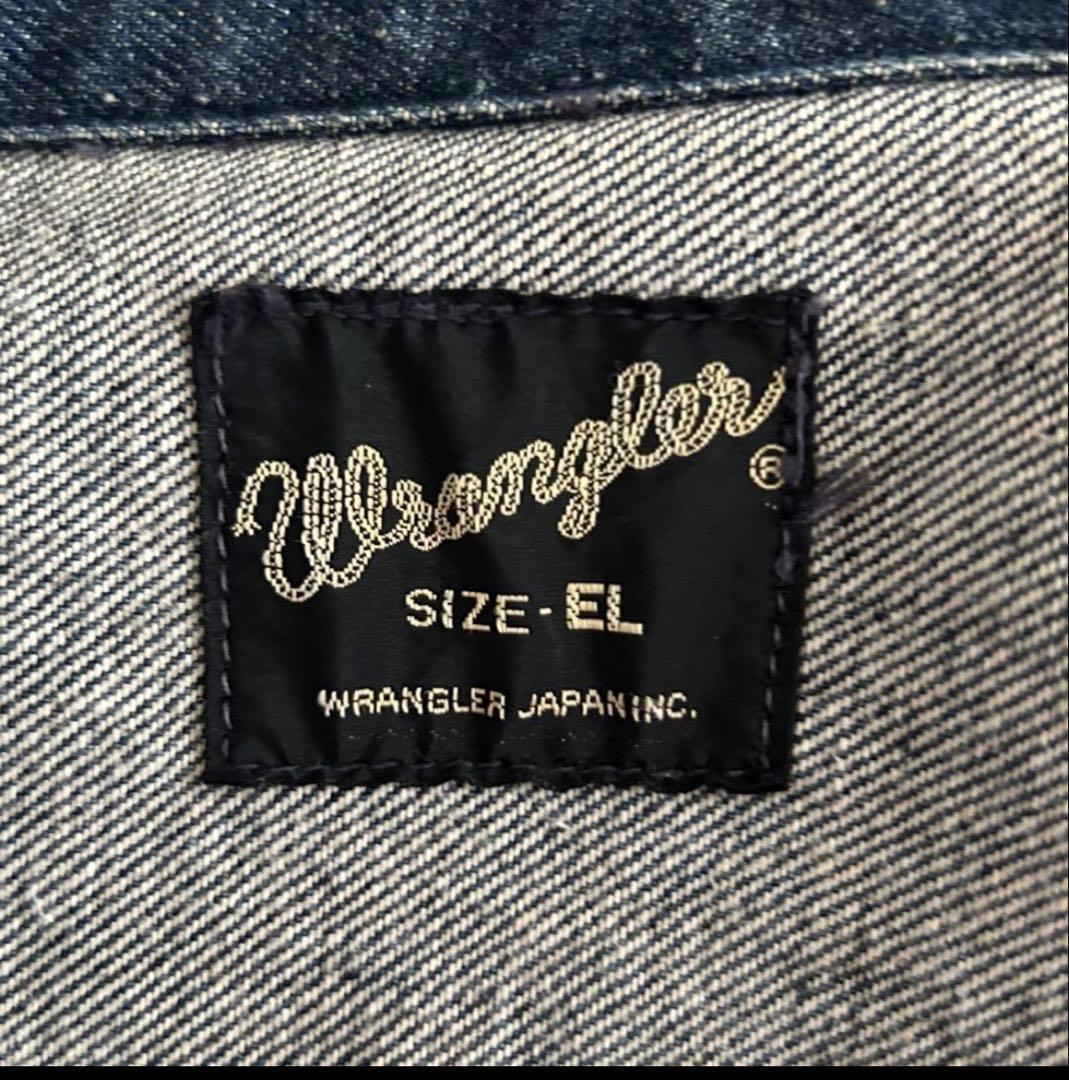 Wrangler ®
SIZE - EL
WRANGLER JAPAN INC.